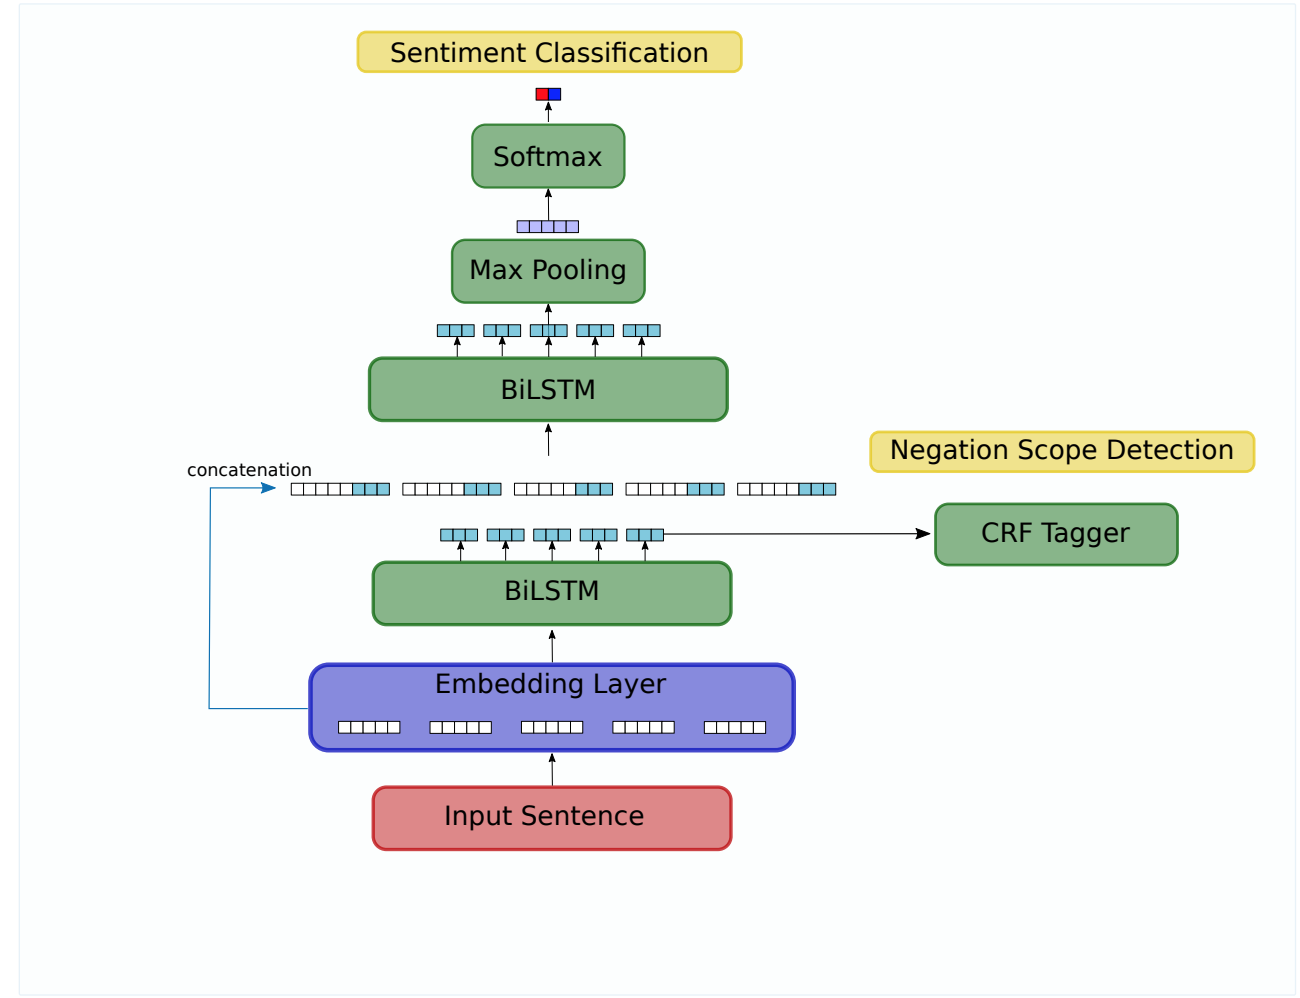 Sentiment Classification
Softmax
Max Pooling
BiLSTM
Negation Scope Detection
concatenation
CRF Tagger
BiLSTM
Embedding Layer
Input Sentence